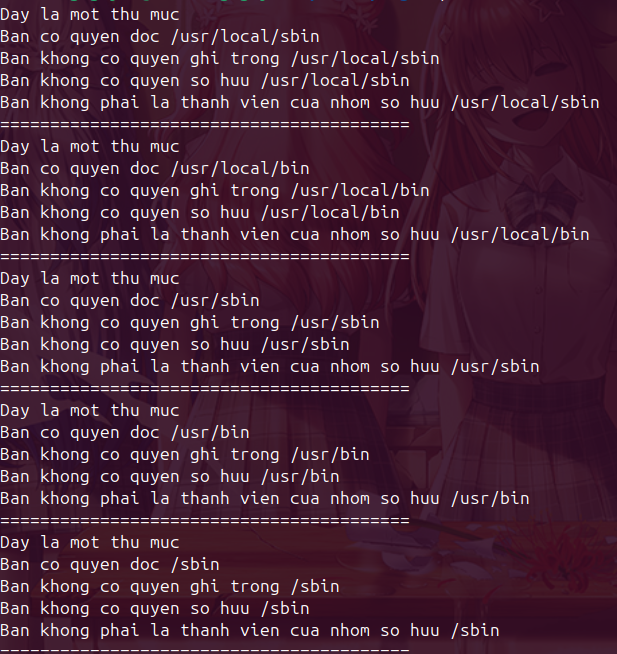 Day la mot thu muc
Ban co quyen doc /usr/local/sbin
Ban khong co quyen ghi trong /usr/local/sbin
Ban khong co quyen so huu /usr/local/sbin
Ban khong phai la thanh vien cua nhom so huu /usr/local/sbin
=========================================
Day la mot thu muc
Ban co quyen doc /usr/local/bin
Ban khong co quyen ghi trong /usr/local/bin
Ban khong co quyen so huu /usr/local/bin
Ban khong phai la thanh vien cua nhom so huu /usr/local/bin
=========================================
Day la mot thu muc
Ban co quyen doc /usr/sbin
Ban khong co quyen ghi trong /usr/sbin
Ban khong co quyen so huu /usr/sbin
Ban khong phai la thanh vien cua nhom so huu /usr/sbin
=========================================
Day la mot thu muc
Ban co quyen doc /usr/bin
Ban khong co quyen ghi trong /usr/bin
Ban khong co quyen so huu /usr/bin
Ban khong phai la thanh vien cua nhom so huu /usr/bin
=========================================
Day la mot thu muc
Ban co quyen doc /sbin
Ban khong co quyen ghi trong /sbin
Ban khong co quyen so huu /sbin
Ban khong phai la thanh vien cua nhom so huu /sbin
=========================================